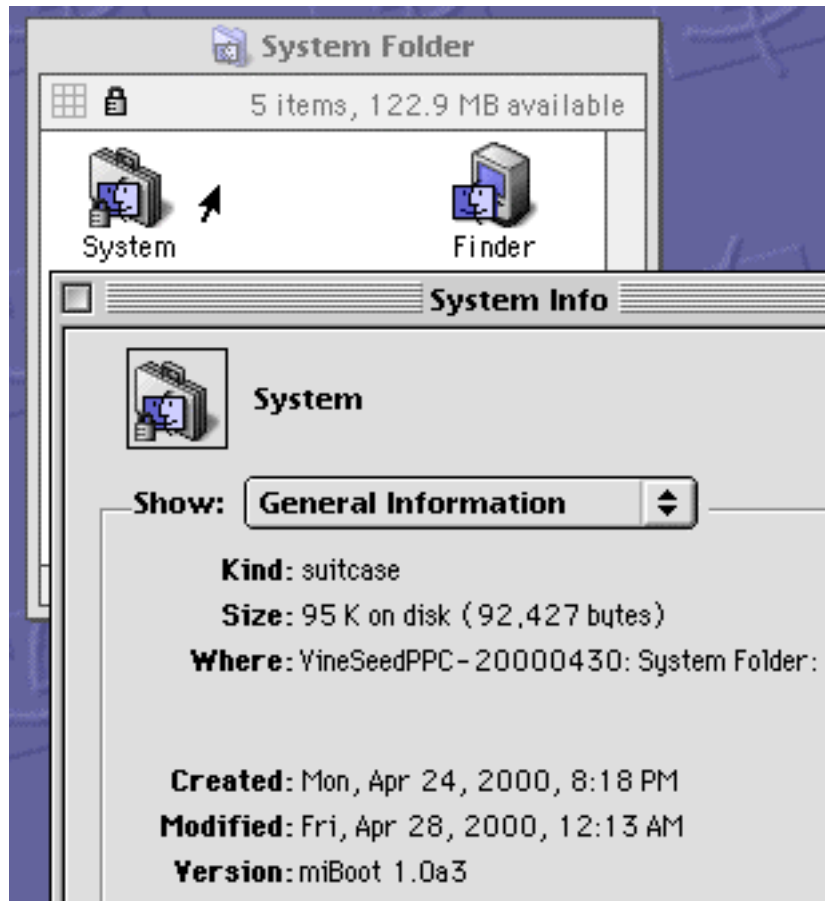 System Folder
5 items, 122.9 MB available
System Finder
System Info
System
Show: General Information
Kind: suitcase
Size: 95 K on disk (92,427 bytes)
Where: VineSeedPPC-20000430: System Folder:
Created: Mon, Apr 24, 2000, 8:18 PM
Modified: Fri, Apr 28, 2000, 12:13 AM
Version: miBoot 1.0a3